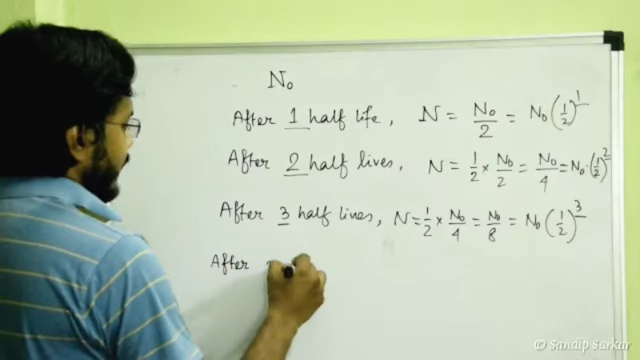 N₀
After 1 half life, N = N₀/2 = N₀(1/2)¹
After 2 half lives, N = 1/2 × N₀/2 = N₀/4 = N₀·(1/2)²
After 3 half lives, N = 1/2 × N₀/4 = N₀/8 = N₀(1/2)³
After
© Sandip Sarkar